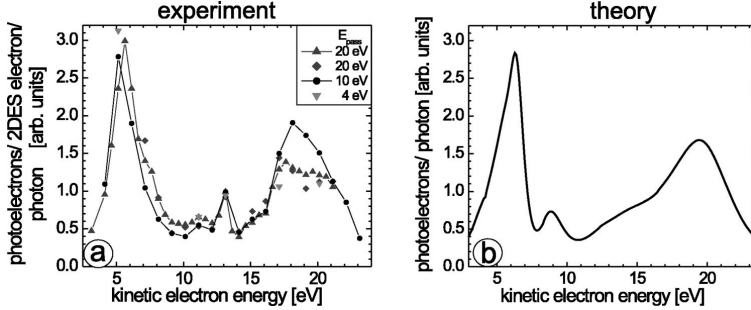 experiment
photoelectrons/ 2DES electron/
photon [arb. units]
3.0
2.5
2.0
1.5
1.0
0.5
0.0
E_pass
20 eV
20 eV
10 eV
4 eV
a
5 10 15 20
kinetic electron energy [eV]
theory
photoelectrons/ photon [arb. units]
3.0
2.5
2.0
1.5
1.0
0.5
0.0
b
5 10 15 20
kinetic electron energy [eV]